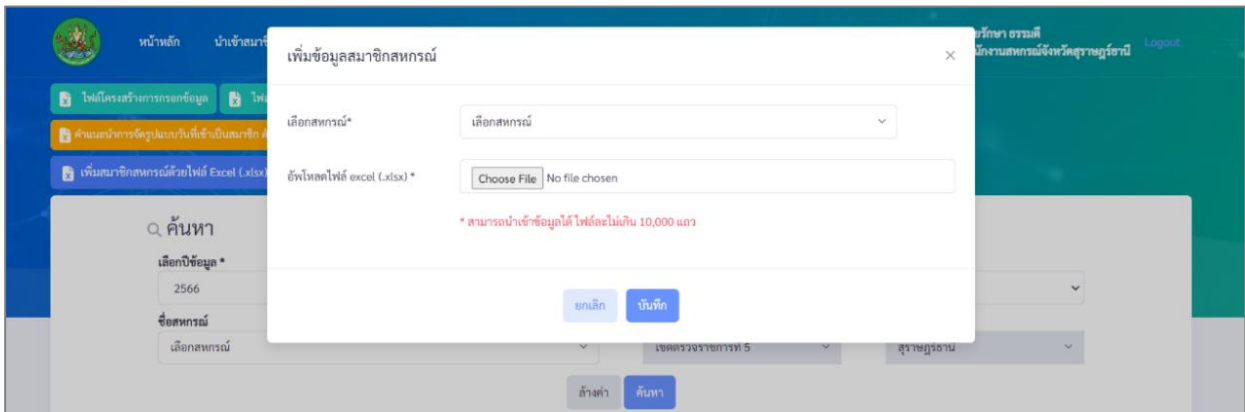 หน้าหลัก
นำเข้าสมาชิ
รักษา ธรรมดี
นักงานสหกรณ์จังหวัดสุราษฎร์ธานี
Logout
เพิ่มข้อมูลสมาชิกสหกรณ์
×
ไฟล์โครงสร้างการกรอกข้อมูล
ไฟล
คำแนะนำการจัดรูปแบบวันที่เข้าเป็นสมาชิก
เพิ่มสมาชิกสหกรณ์ด้วยไฟล์ Excel (.xlsx)
เลือกสหกรณ์*
เลือกสหกรณ์
อัพโหลดไฟล์ excel (.xlsx) *
Choose File No file chosen
* สามารถนำเข้าข้อมูลได้ ไฟล์ละไม่เกิน 10,000 แถว
ยกเลิก
บันทึก
ค้นหา
เลือกปีข้อมูล *
2566
ชื่อสหกรณ์
เลือกสหกรณ์
เขตตรวจราชการที่ 5
สุราษฎร์ธานี
ล้างค่า
ค้นหา